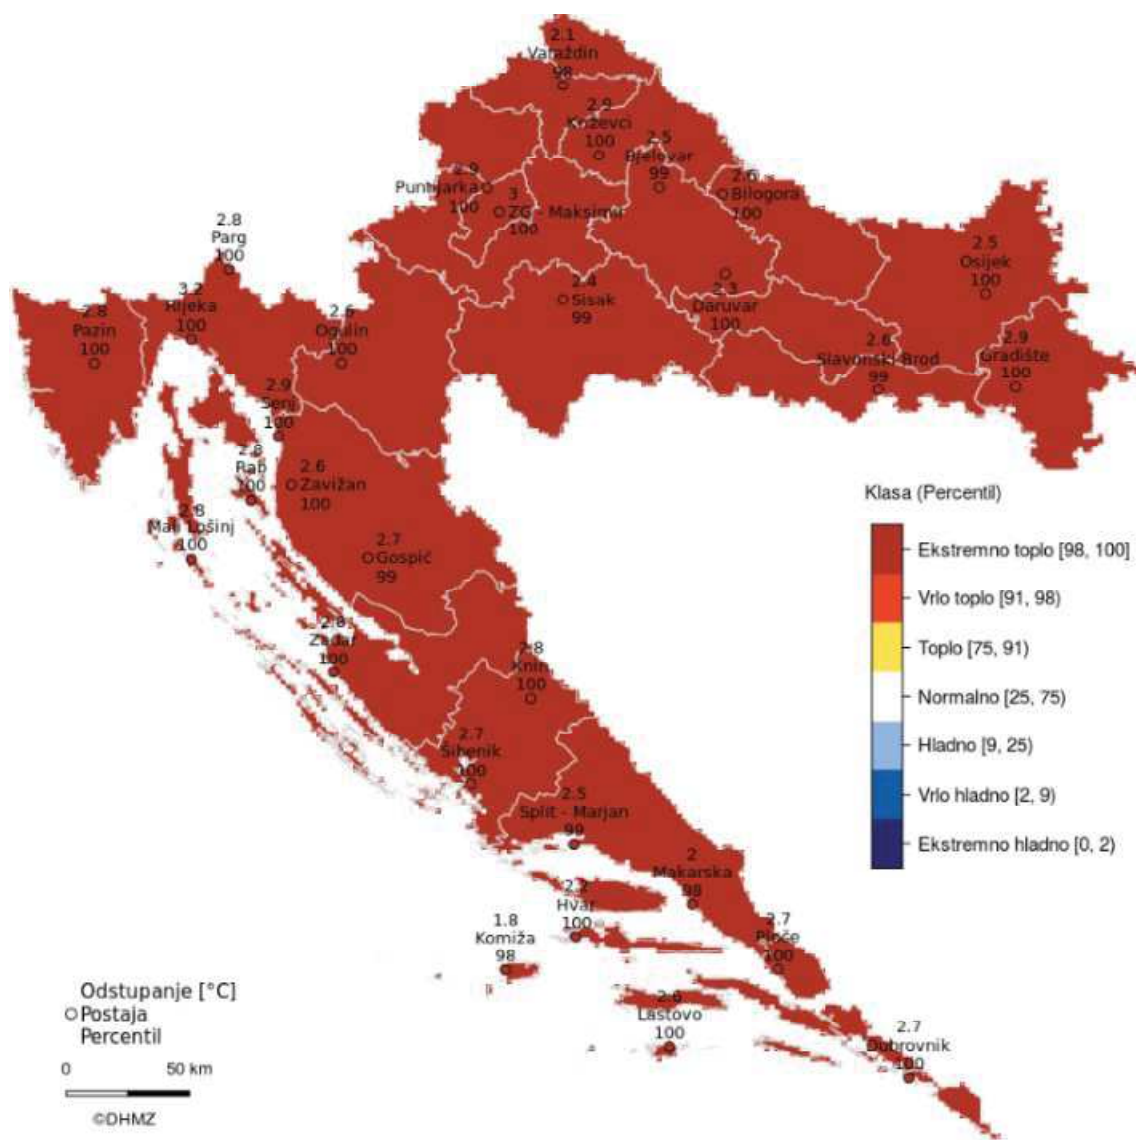 2.1
Varaždin
98
2.9
Križevci
100
2.5
Bjelovar
99
2.9
Puntijarka
100
3
ZG - Maksimir
100
2.6
Bilogora
100
2.8
Parg
100
2.5
Osijek
100
3.2
Rijeka
100
2.8
Pazin
100
2.6
Ogulin
100
2.4
Sisak
99
2.3
Daruvar
100
2.6
Slavonski Brod
99
2.9
Gradište
100
2.9
Senj
100
2.8
Rab
100
2.6
Zavižan
100
2.8
Mali Lošinj
100
2.7
Gospić
99
2.8
Zadar
100
2.8
Knin
100
2.7
Šibenik
100
2.5
Split - Marjan
99
2
Makarska
98
2.2
Hvar
100
1.8
Komiža
98
2.7
Ploče
100
2.6
Lastovo
100
2.7
Dubrovnik
100
Klasa (Percentil)
Ekstremno toplo [98, 100]
Vrlo toplo [91, 98)
Toplo [75, 91)
Normalno [25, 75)
Hladno [9, 25)
Vrlo hladno [2, 9)
Ekstremno hladno [0, 2)
Odstupanje [°C]
Postaja
Percentil
0 50 km
©DHMZ